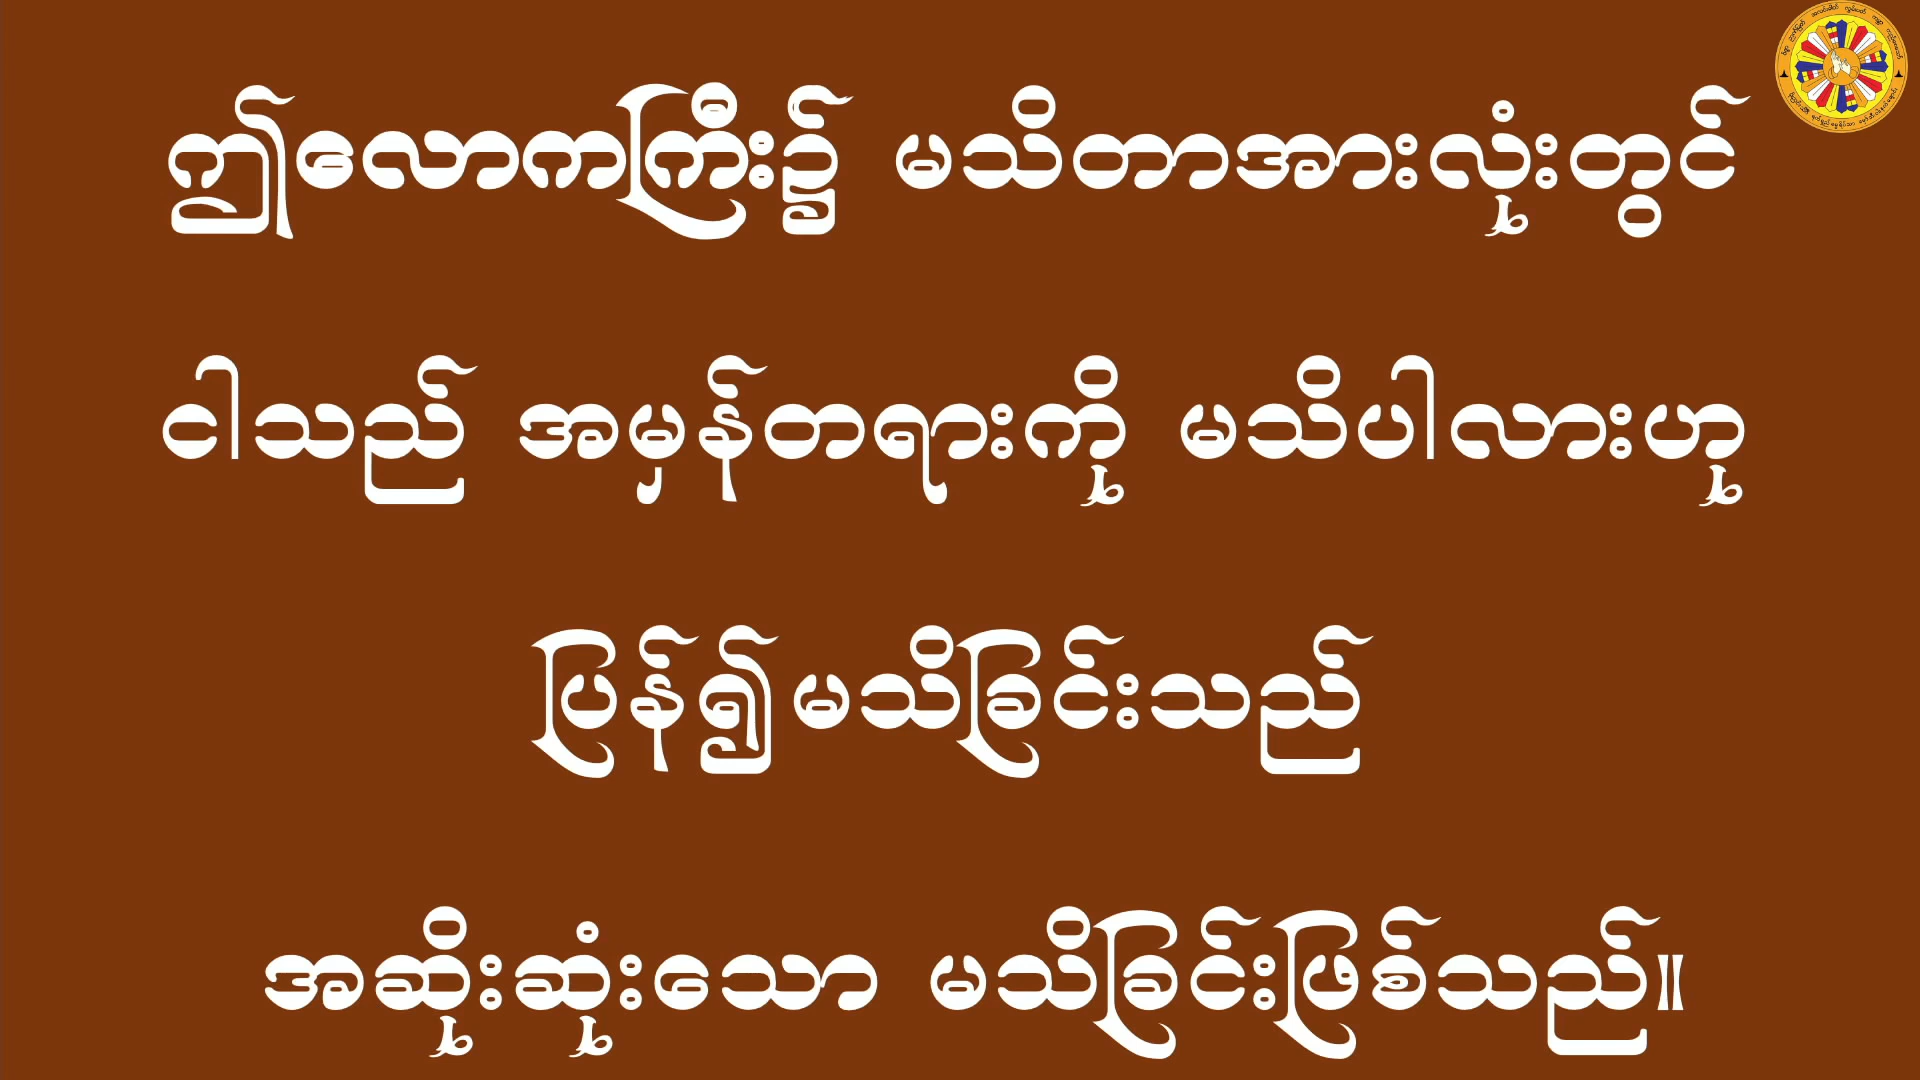 ဤလောကကြီး၌ မသိတာအားလုံးတွင်
ငါသည် အမှန်တရားကို မသိပါလားဟု
ပြန်၍မသိခြင်းသည်
အဆိုးဆုံးသော မသိခြင်းဖြစ်သည်။